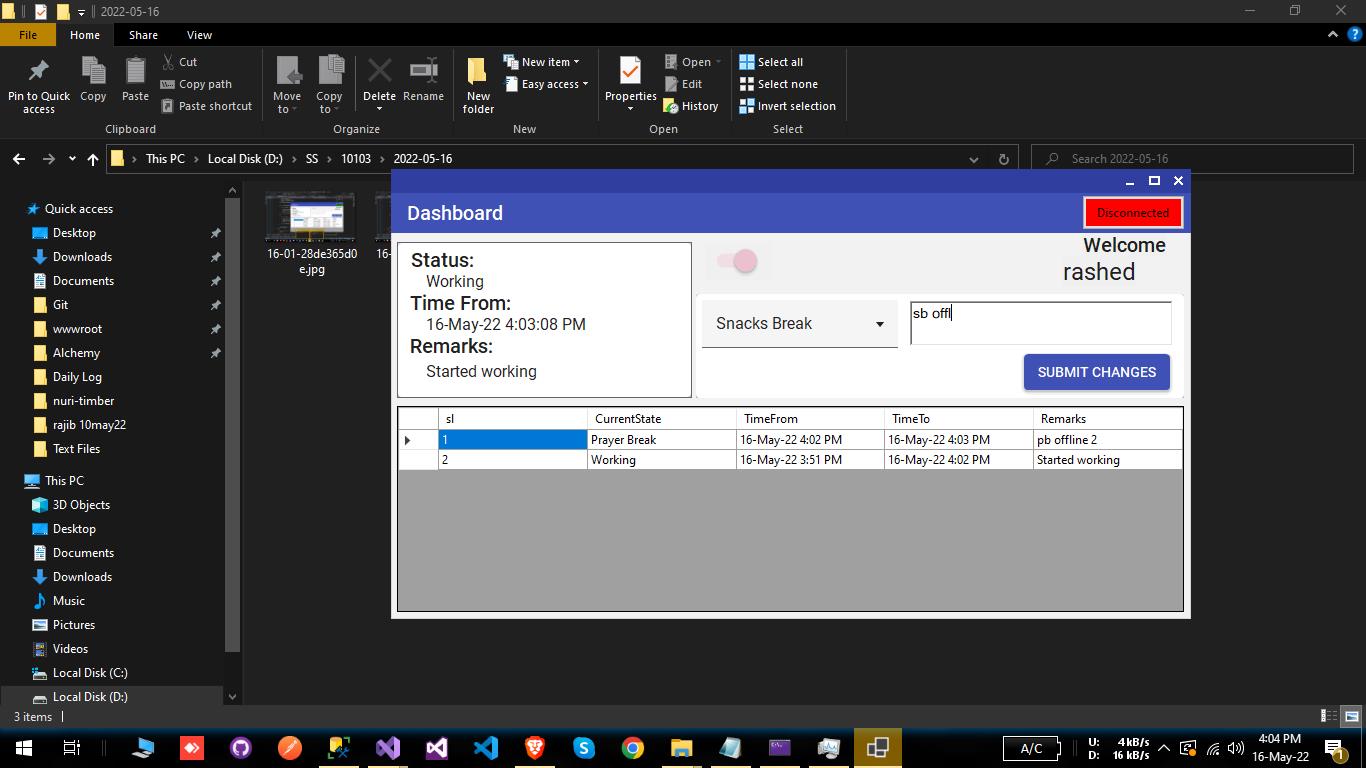 2022-05-16
File
Home
Share
View
Pin to Quick access
Copy
Paste
Cut
Copy path
Paste shortcut
Clipboard
Move to
Copy to
Delete
Rename
Organize
New folder
New item
Easy access
New
Properties
Open
Edit
History
Open
Select all
Select none
Invert selection
Select
This PC > Local Disk (D:) > SS > 10103 > 2022-05-16
Search 2022-05-16
Quick access
Desktop
Downloads
Documents
Git
wwwroot
Alchemy
Daily Log
nuri-timber
rajib 10may22
Text Files
This PC
3D Objects
Desktop
Documents
Downloads
Music
Pictures
Videos
Local Disk (C:)
Local Disk (D:)
16-01-28de365d0
e.jpg
16-
Dashboard
Disconnected
Status:
Working
Time From:
16-May-22 4:03:08 PM
Remarks:
Started working
Welcome
rashed
Snacks Break
sb offl
SUBMIT CHANGES
sl CurrentState TimeFrom TimeTo Remarks
1 Prayer Break 16-May-22 4:02 PM 16-May-22 4:03 PM pb offline 2
2 Working 16-May-22 3:51 PM 16-May-22 4:02 PM Started working
3 items
A/C
U: 4 kB/s
D: 16 kB/s
4:04 PM
16-May-22
1